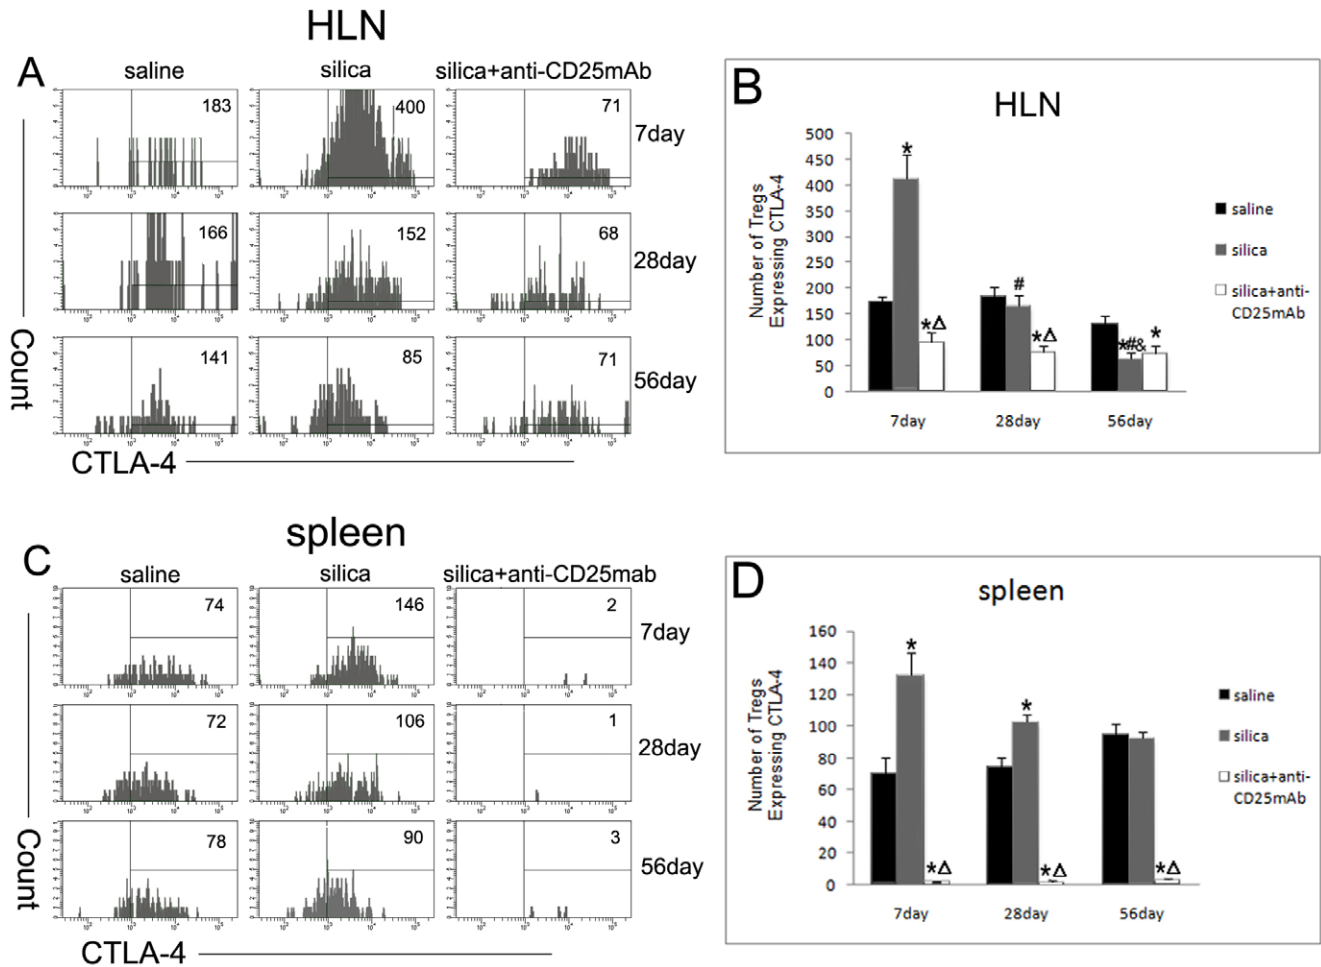 HLN
A
saline silica silica+anti-CD25mAb
183 400 71 7day
166 152 68 28day
141 85 71 56day
Count
CTLA-4
B
HLN
Number of Tregs
Expressing CTLA-4
500
450
400
350
300
250
200
150
100
50
0
*
*Δ
#
*Δ
*#&
*
7day 28day 56day
saline
silica
silica+anti-
CD25mAb
spleen
C
saline silica silica+anti-CD25mab
74 146 2 7day
72 106 1 28day
78 90 3 56day
Count
CTLA-4
D
spleen
Number of Tregs
Expressing CTLA-4
160
140
120
100
80
60
40
20
0
*
*Δ
*
*Δ
*Δ
7day 28day 56day
saline
silica
silica+anti-
CD25mAb